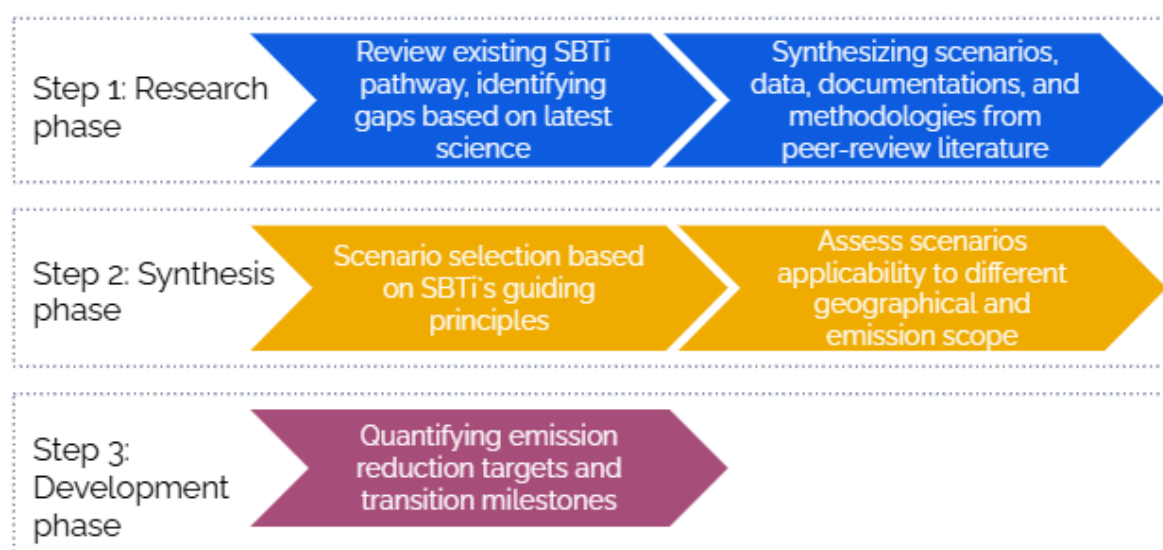 Step 1: Research
phase
Review existing SBTi
pathway, identifying
gaps based on latest
science
Synthesizing scenarios,
data, documentations, and
methodologies from
peer-review literature
Step 2: Synthesis
phase
Scenario selection based
on SBTi`s guiding
principles
Assess scenarios
applicability to different
geographical and
emission scope
Step 3:
Development
phase
Quantifying emission
reduction targets and
transition milestones